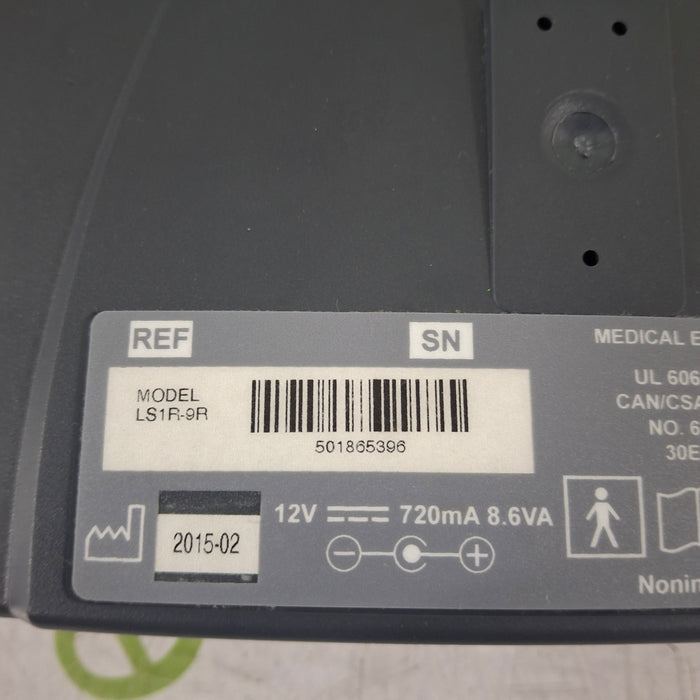 REF
SN
MODEL
LS1R-9R
501865396
2015-02
12V 720mA 8.6VA
MEDICAL E
UL 606
CAN/CSA
NO. 6
30E
Nonin